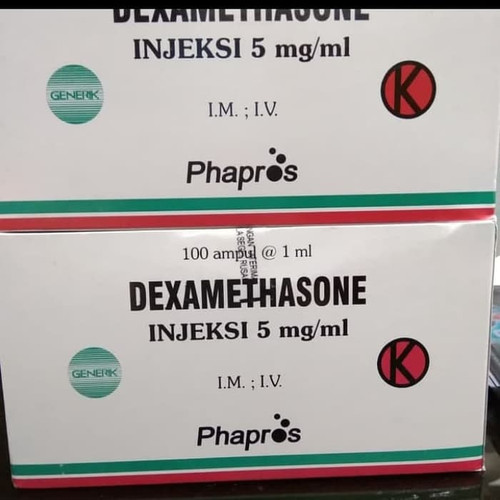 DEXAMETHASONE
INJEKSI 5 mg/ml
GENERIK
K
I.M. ; I.V.
Phapros
100 ampul @ 1 ml
DEXAMETHASONE
INJEKSI 5 mg/ml
GENERIK
K
I.M. ; I.V.
Phapros